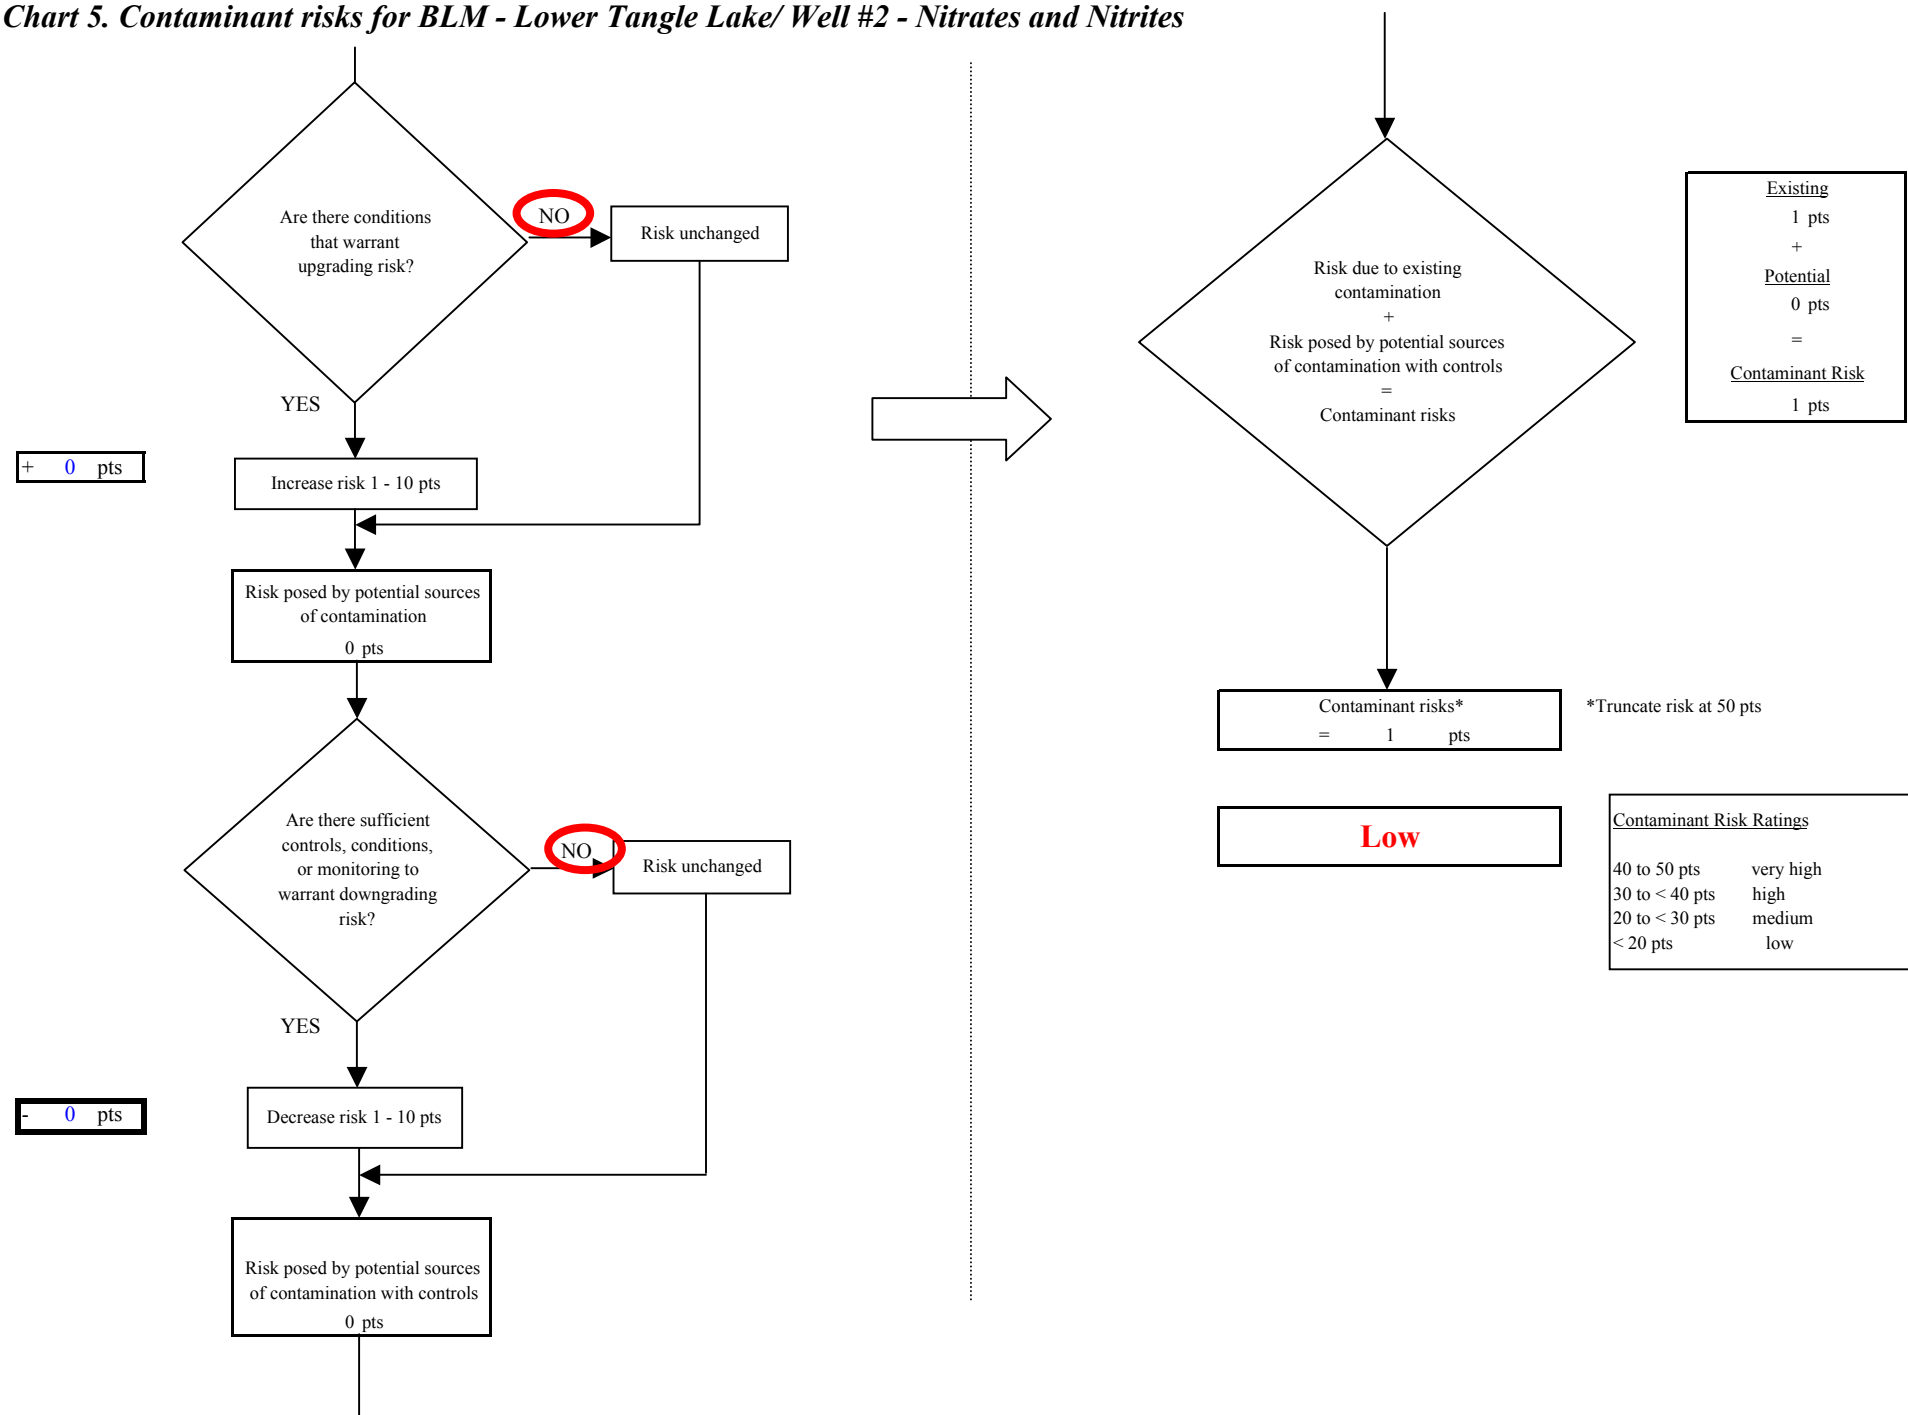 Chart 5. Contaminant risks for BLM - Lower Tangle Lake/ Well #2 - Nitrates and Nitrites
Are there conditions
that warrant
upgrading risk?
NO
Risk unchanged
YES
+ 0 pts
Increase risk 1 - 10 pts
Risk posed by potential sources
of contamination
0 pts
Are there sufficient
controls, conditions,
or monitoring to
warrant downgrading
risk?
NO
Risk unchanged
YES
- 0 pts
Decrease risk 1 - 10 pts
Risk posed by potential sources
of contamination with controls
0 pts
Risk due to existing
contamination
+
Risk posed by potential sources
of contamination with controls
=
Contaminant risks
Existing
1 pts
+
Potential
0 pts
=
Contaminant Risk
1 pts
Contaminant risks*
= 1 pts
*Truncate risk at 50 pts
Low
Contaminant Risk Ratings
40 to 50 pts very high
30 to < 40 pts high
20 to < 30 pts medium
< 20 pts low